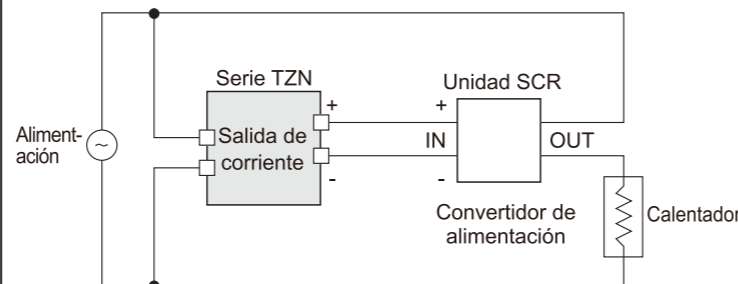 Serie TZN
Unidad SCR
+
+
Aliment-
ación
~
Salida de
corriente
IN
OUT
-
-
Convertidor de
alimentación
Calentador